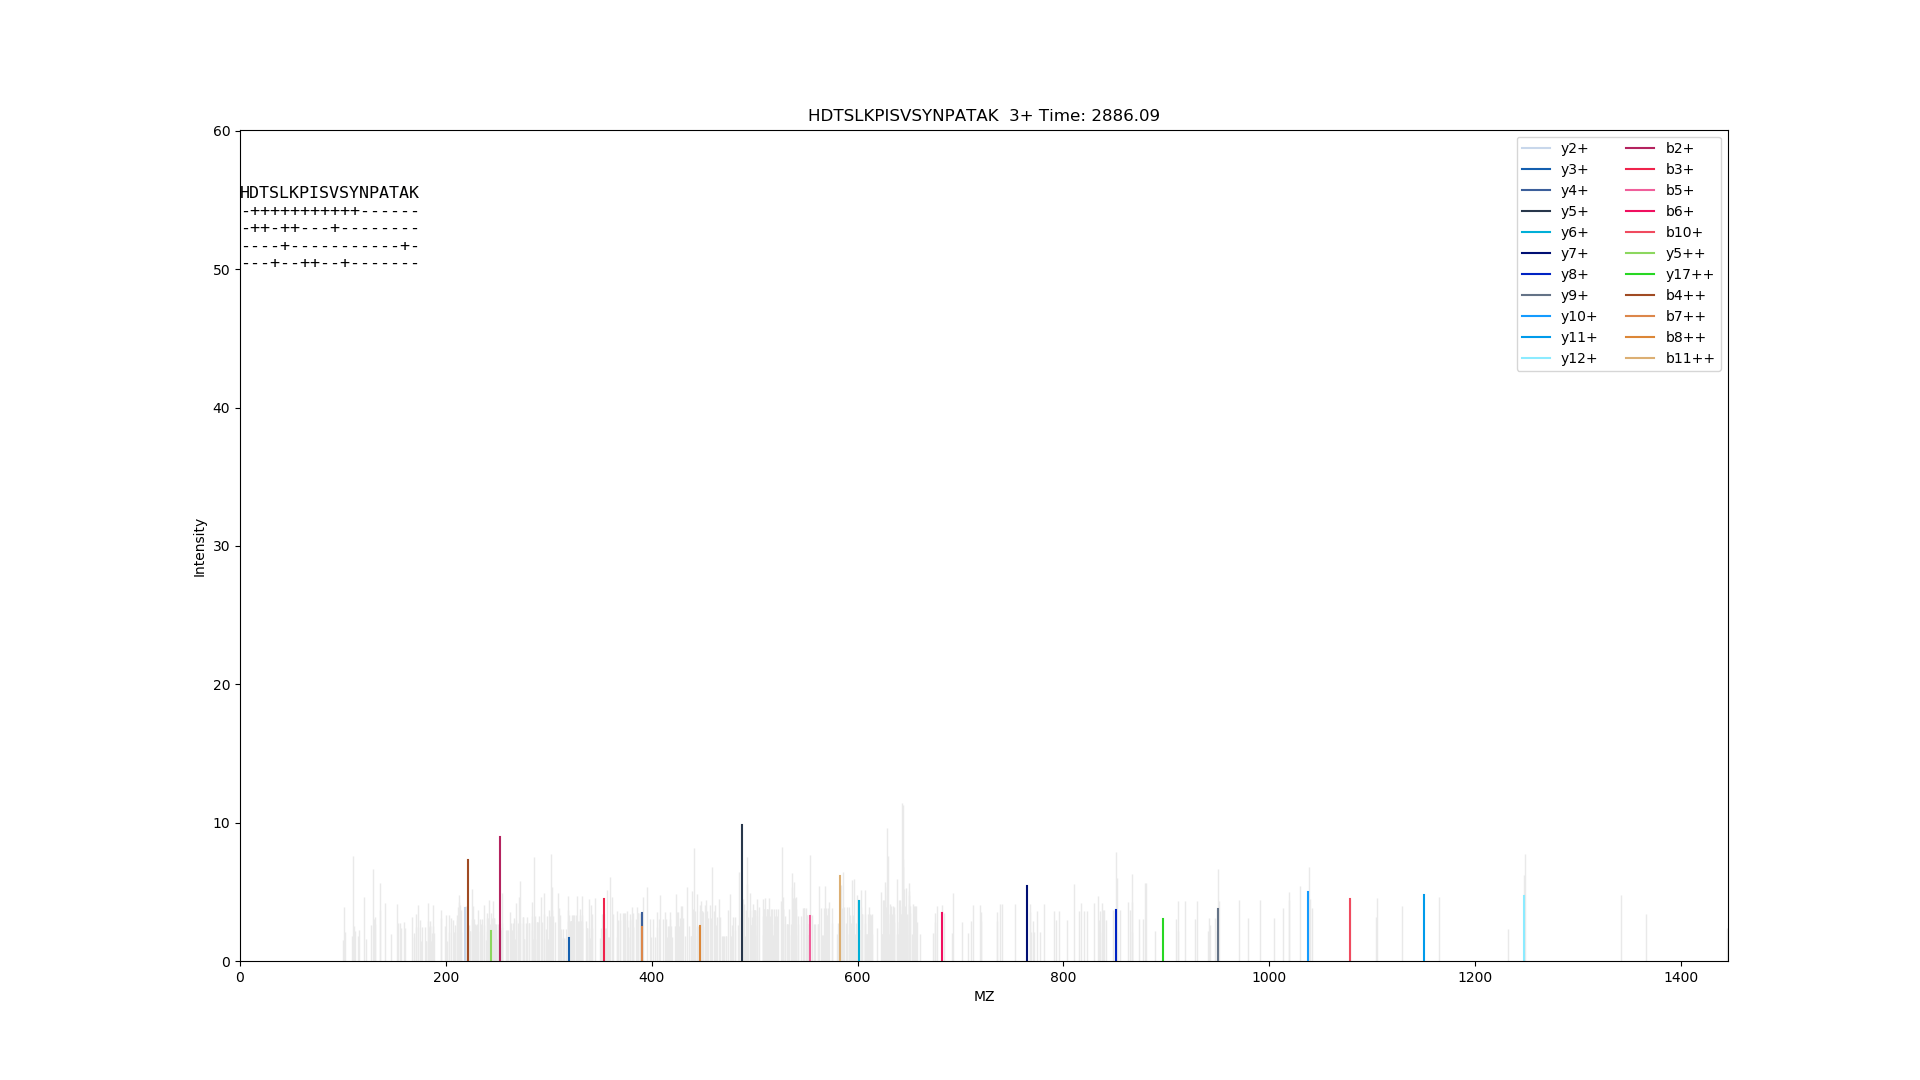 HDTSLKPISVSYNPATAK 3+ Time: 2886.09
60
50
40
30
20
10
0
Intensity
HDTSLKPISVSYNPATAK
-+++++++++++------
-++-++---+--------
----+-----------+-
---+--++--+-------
y2+
y3+
y4+
y5+
y6+
y7+
y8+
y9+
y10+
y11+
y12+
b2+
b3+
b5+
b6+
b10+
y5++
y17++
b4++
b7++
b8++
b11++
0 200 400 600 800 1000 1200 1400
MZ